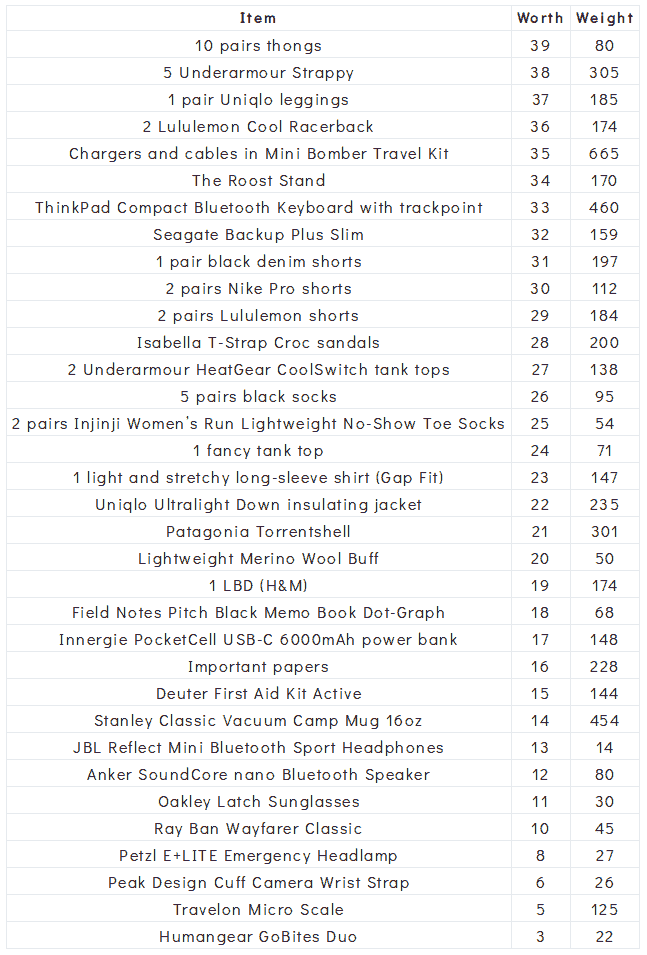 Item Worth Weight
10 pairs thongs 39 80
5 Underarmour Strappy 38 305
1 pair Uniqlo leggings 37 185
2 Lululemon Cool Racerback 36 174
Chargers and cables in Mini Bomber Travel Kit 35 665
The Roost Stand 34 170
ThinkPad Compact Bluetooth Keyboard with trackpoint 33 460
Seagate Backup Plus Slim 32 159
1 pair black denim shorts 31 197
2 pairs Nike Pro shorts 30 112
2 pairs Lululemon shorts 29 184
Isabella T-Strap Croc sandals 28 200
2 Underarmour HeatGear CoolSwitch tank tops 27 138
5 pairs black socks 26 95
2 pairs Injinji Women's Run Lightweight No-Show Toe Socks 25 54
1 fancy tank top 24 71
1 light and stretchy long-sleeve shirt (Gap Fit) 23 147
Uniqlo Ultralight Down insulating jacket 22 235
Patagonia Torrentshell 21 301
Lightweight Merino Wool Buff 20 50
1 LBD (H&M) 19 174
Field Notes Pitch Black Memo Book Dot-Graph 18 68
Innergie PocketCell USB-C 6000mAh power bank 17 148
Important papers 16 228
Deuter First Aid Kit Active 15 144
Stanley Classic Vacuum Camp Mug 16oz 14 454
JBL Reflect Mini Bluetooth Sport Headphones 13 14
Anker SoundCore nano Bluetooth Speaker 12 80
Oakley Latch Sunglasses 11 30
Ray Ban Wayfarer Classic 10 45
Petzl E+LITE Emergency Headlamp 8 27
Peak Design Cuff Camera Wrist Strap 6 26
Travelon Micro Scale 5 125
Humangear GoBites Duo 3 22